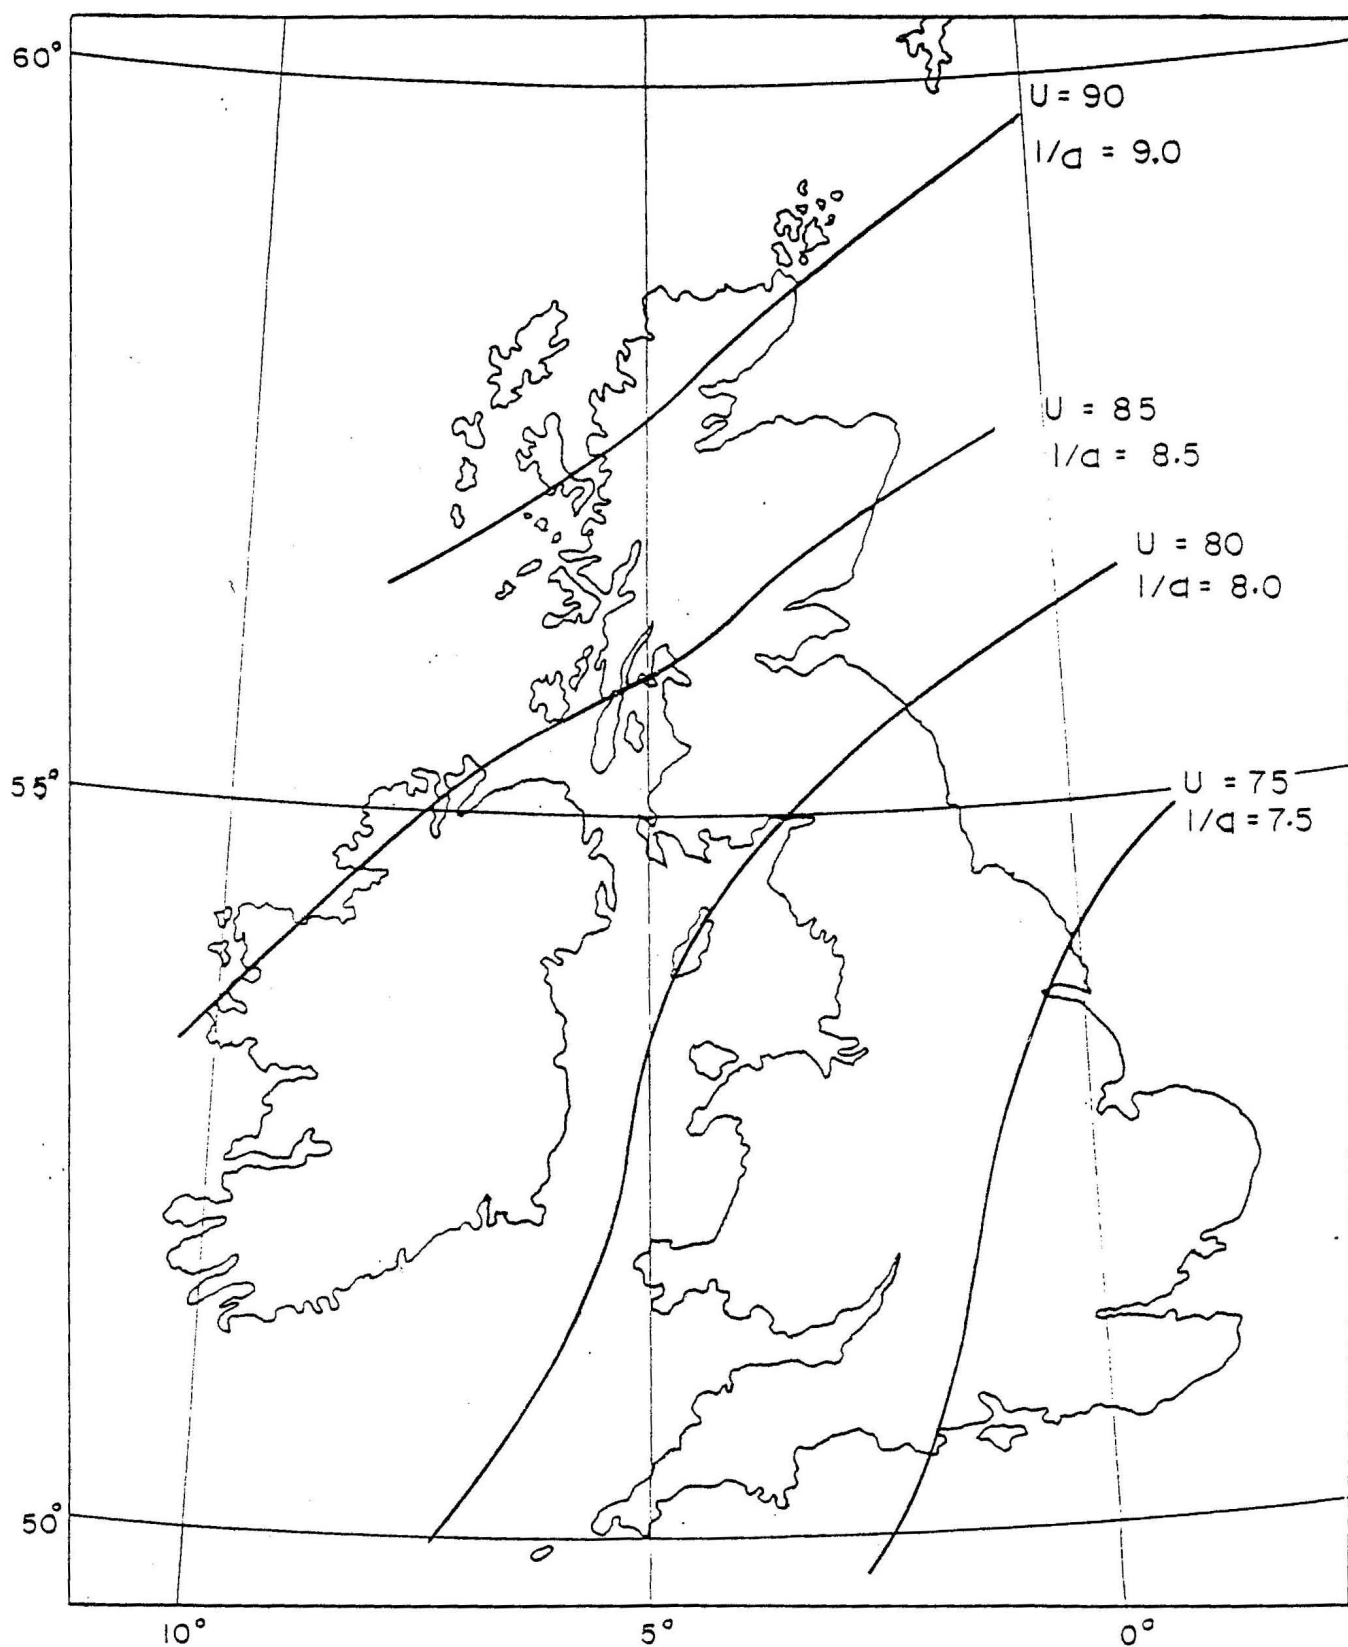 60°
U = 90
1/a = 9.0
U = 85
1/a = 8.5
U = 80
1/a = 8.0
55°
U = 75
1/a = 7.5
50°
10° 5° 0°